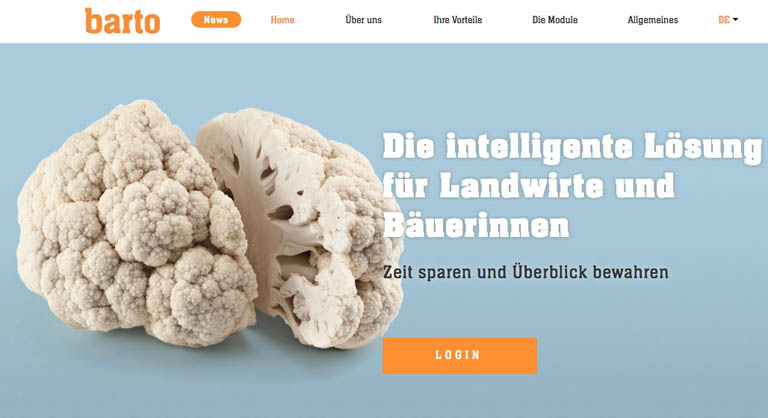 barto
News
Home
Über uns
Ihre Vorteile
Die Module
Allgemeines
DE
Die intelligente Lösung
für Landwirte und
Bäuerinnen
Zeit sparen und Überblick bewahren
LOGIN